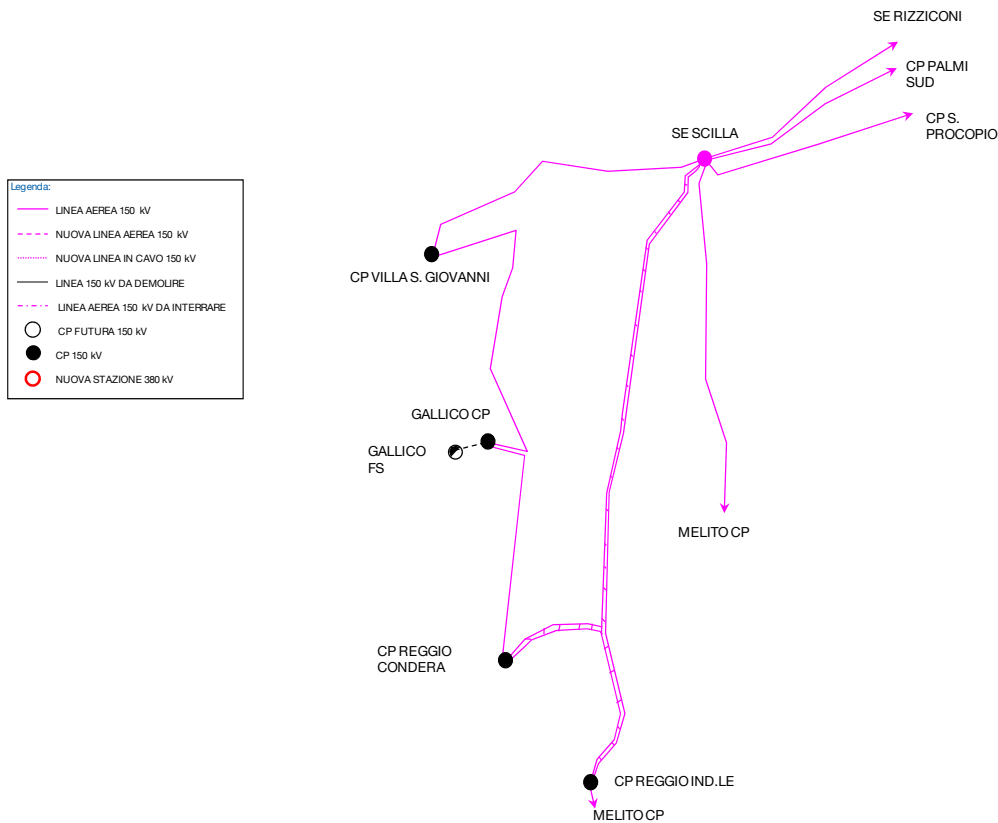 SE RIZZICONI
CP PALMI
SUD
CP S.
PROCOPIO
SE SCILLA
Legenda:
LINEA AEREA 150 kV
NUOVA LINEA AEREA 150 kV
NUOVA LINEA IN CAVO 150 kV
LINEA 150 kV DA DEMOLIRE
LINEA AEREA 150 kV DA INTERRARE
CP FUTURA 150 kV
CP 150 kV
NUOVA STAZIONE 380 kV
CP VILLA S. GIOVANNI
GALLICO CP
GALLICO
FS
MELITO CP
CP REGGIO
CONDERA
CP REGGIO IND.LE
MELITO CP